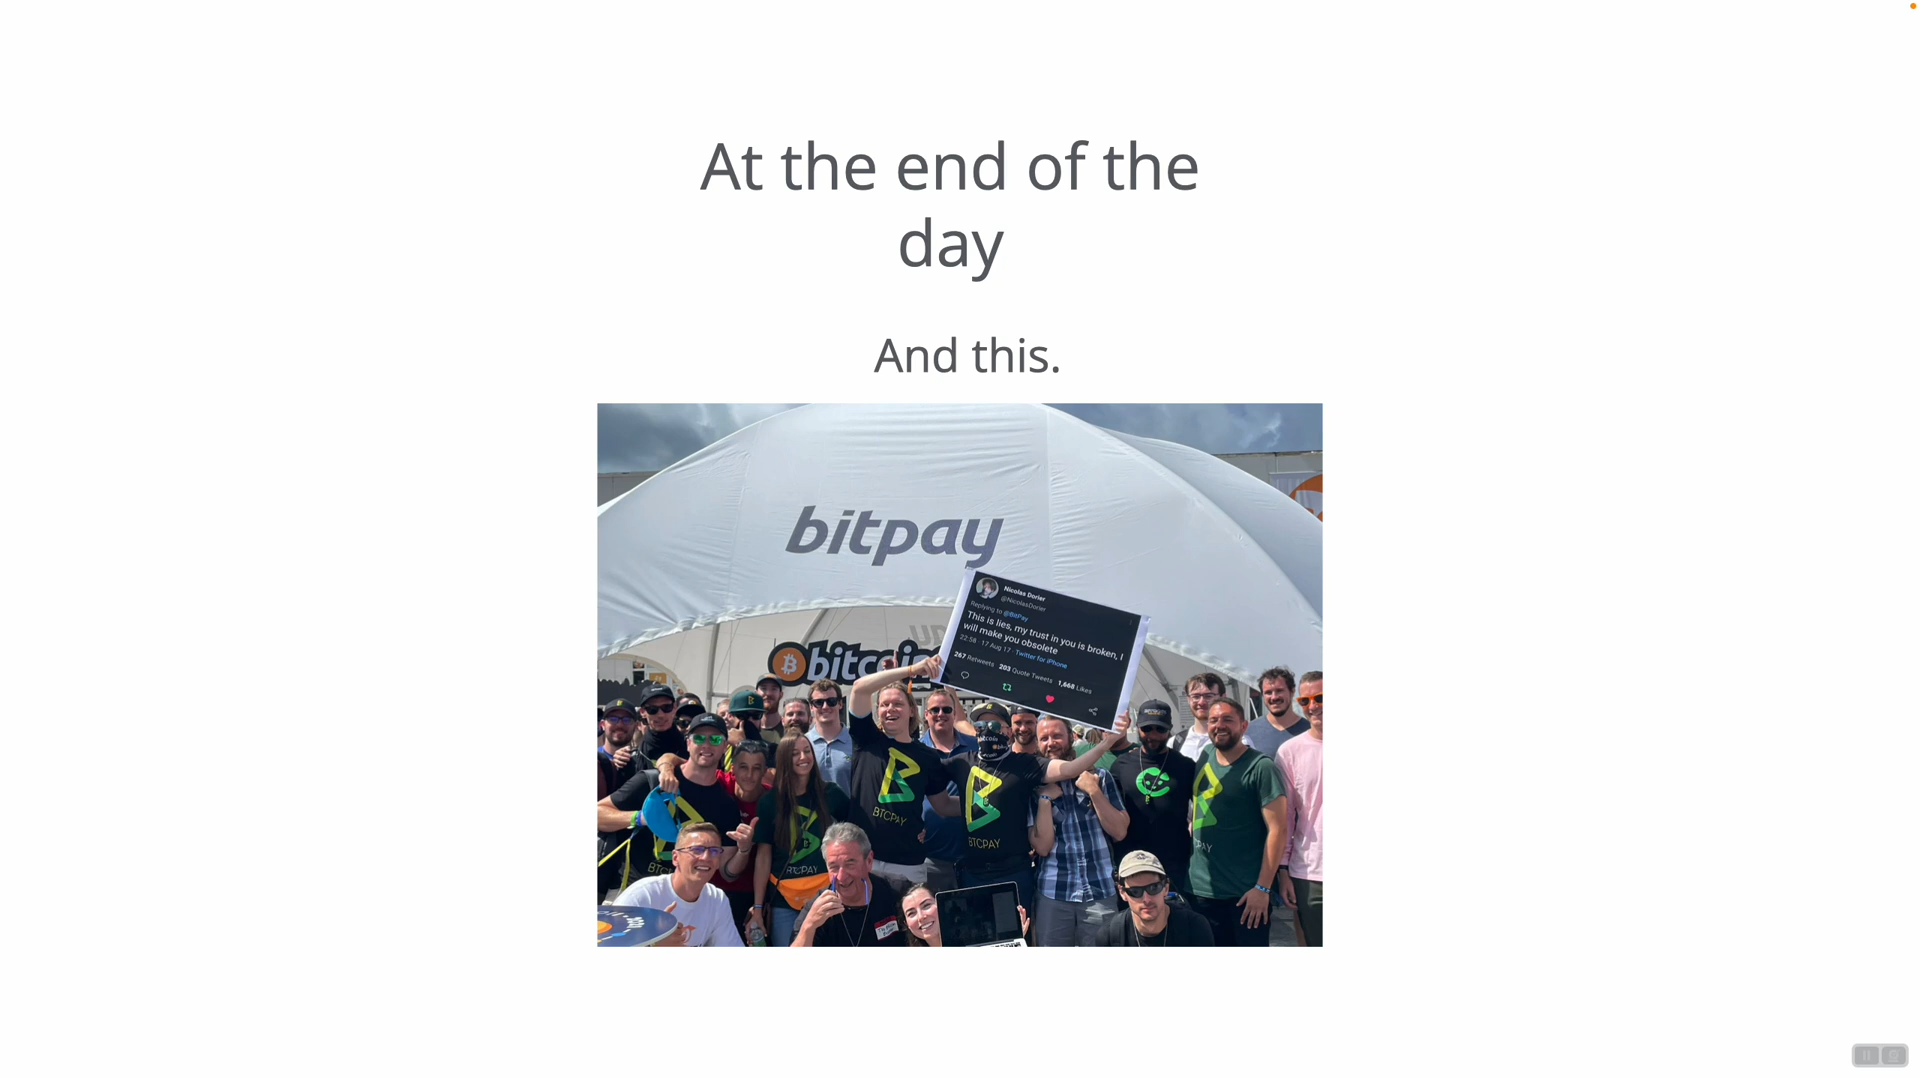 At the end of the
day
And this.
bitpay
Nicolas Dorier
@NicolasDorier
Replying to @BitPay
This is lies, my trust in you is broken, I
will make you obsolete
22:58 · 17 Aug 17 · Twitter for iPhone
267 Retweets 203 Quote Tweets 1,668 Likes
BTCPAY
BTCPAY
BTCPAY